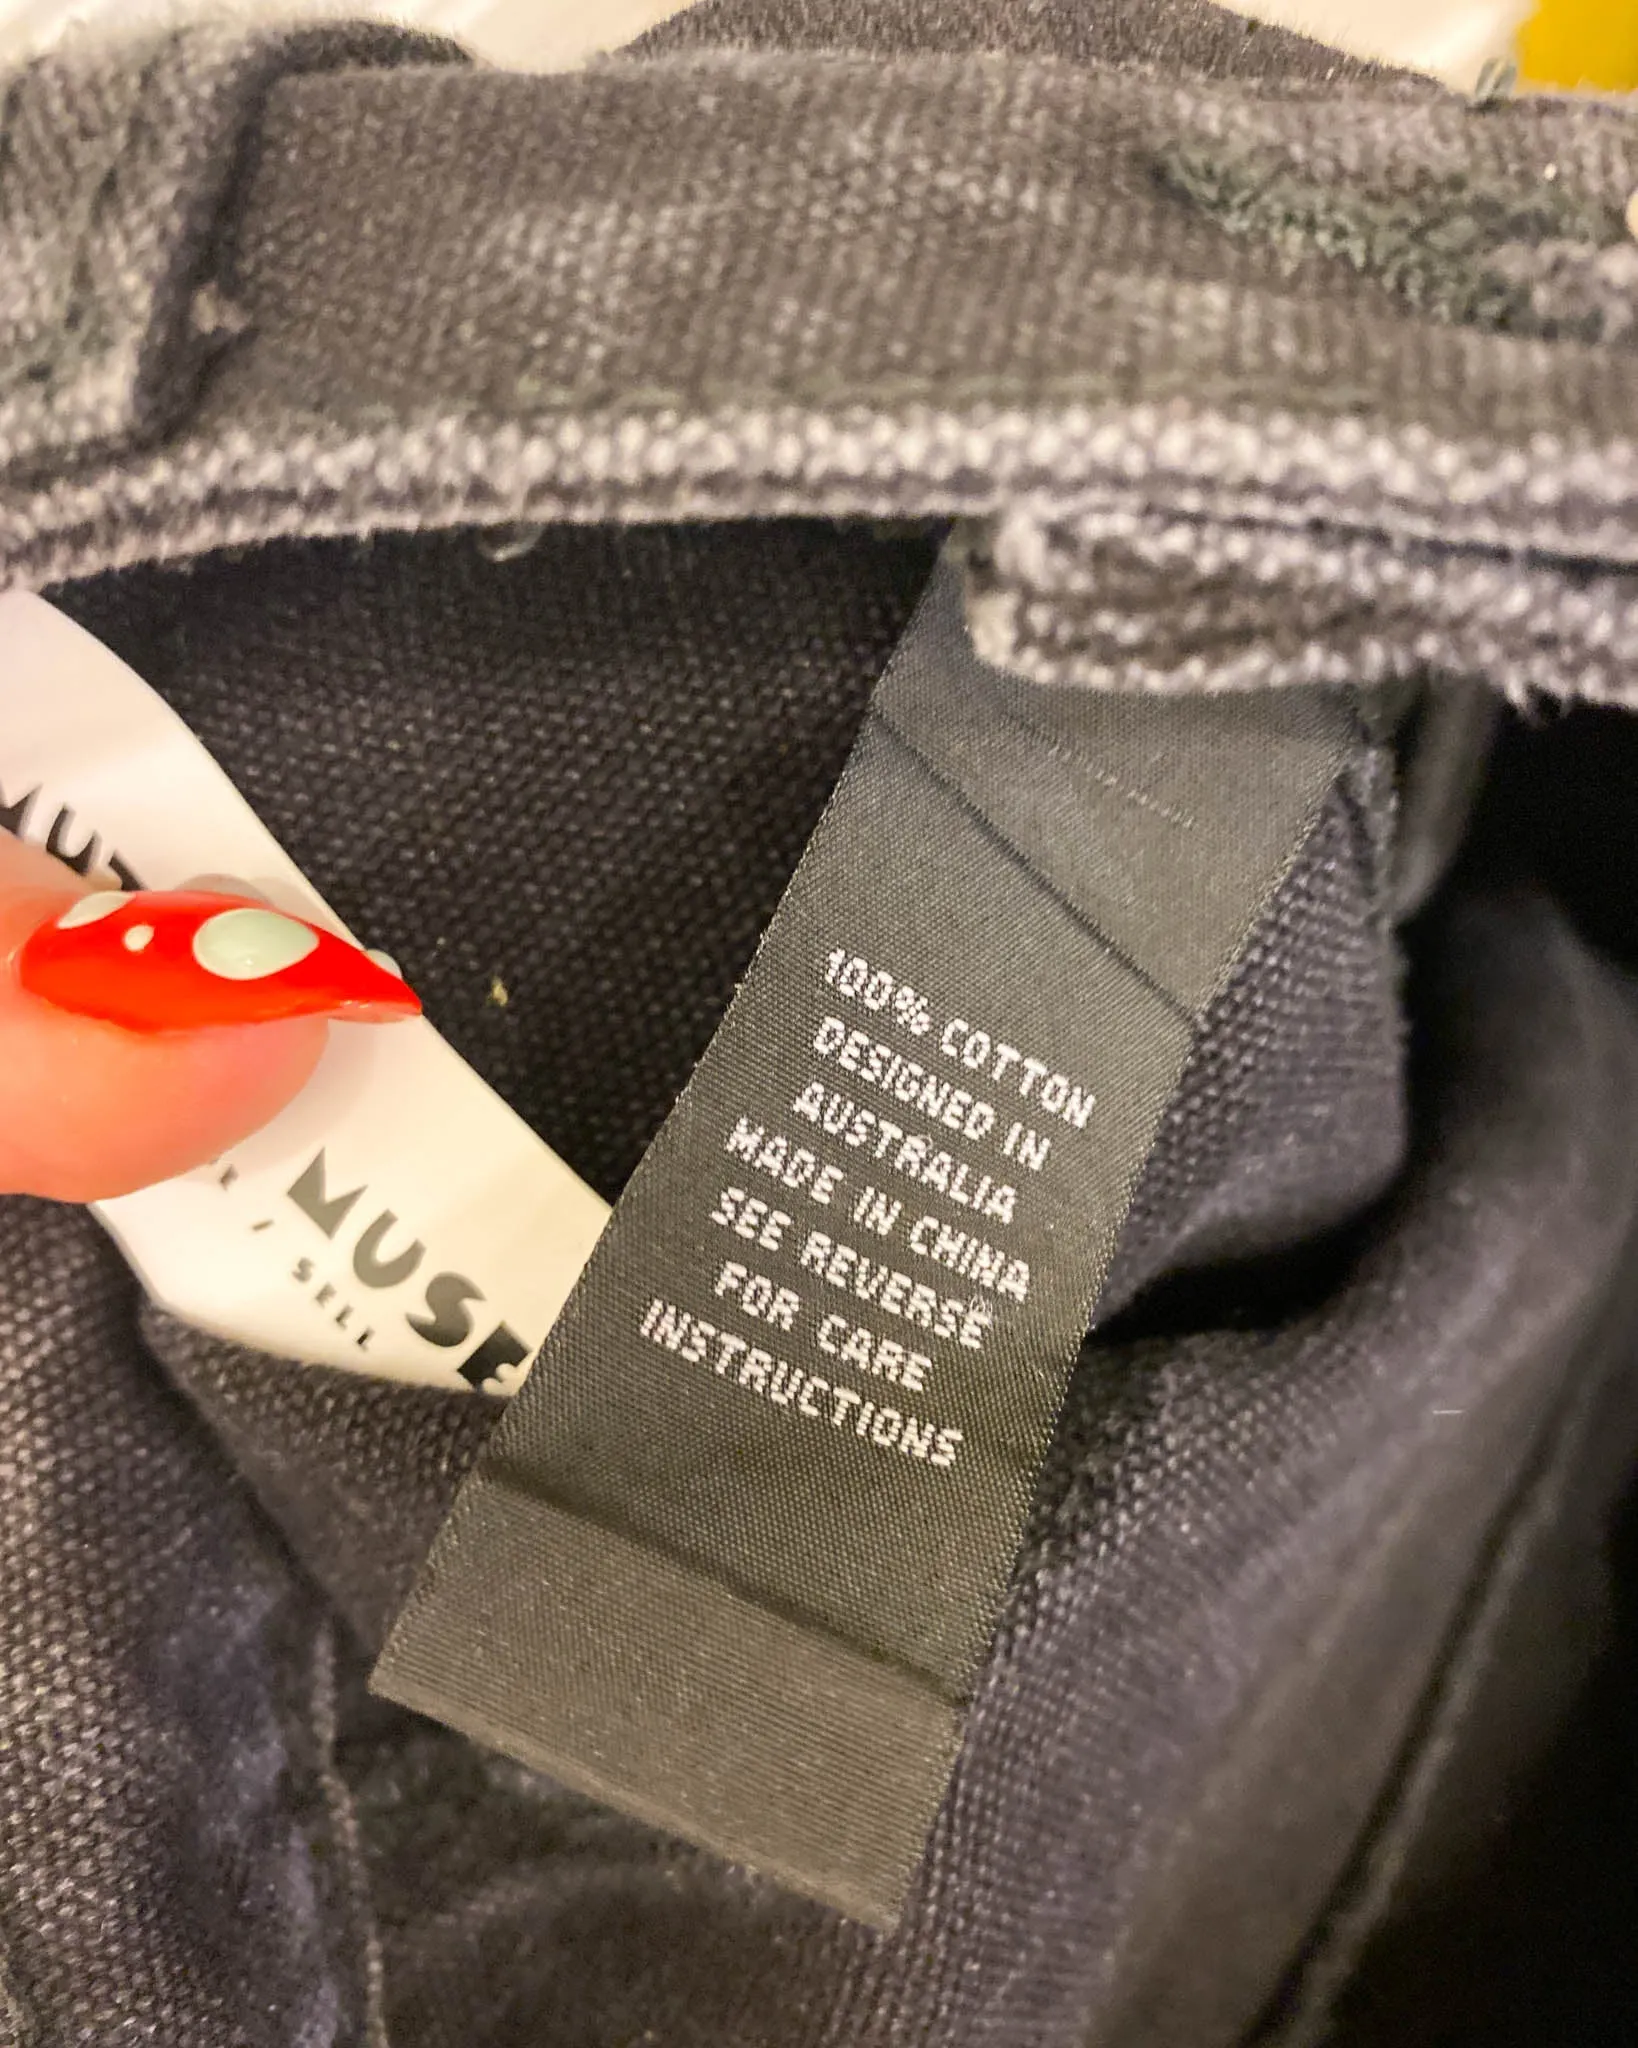 100% COTTON
DESIGNED IN
AUSTRALIA
MADE IN CHINA
SEE REVERSE
FOR CARE
INSTRUCTIONS
MUSE
/ SELL